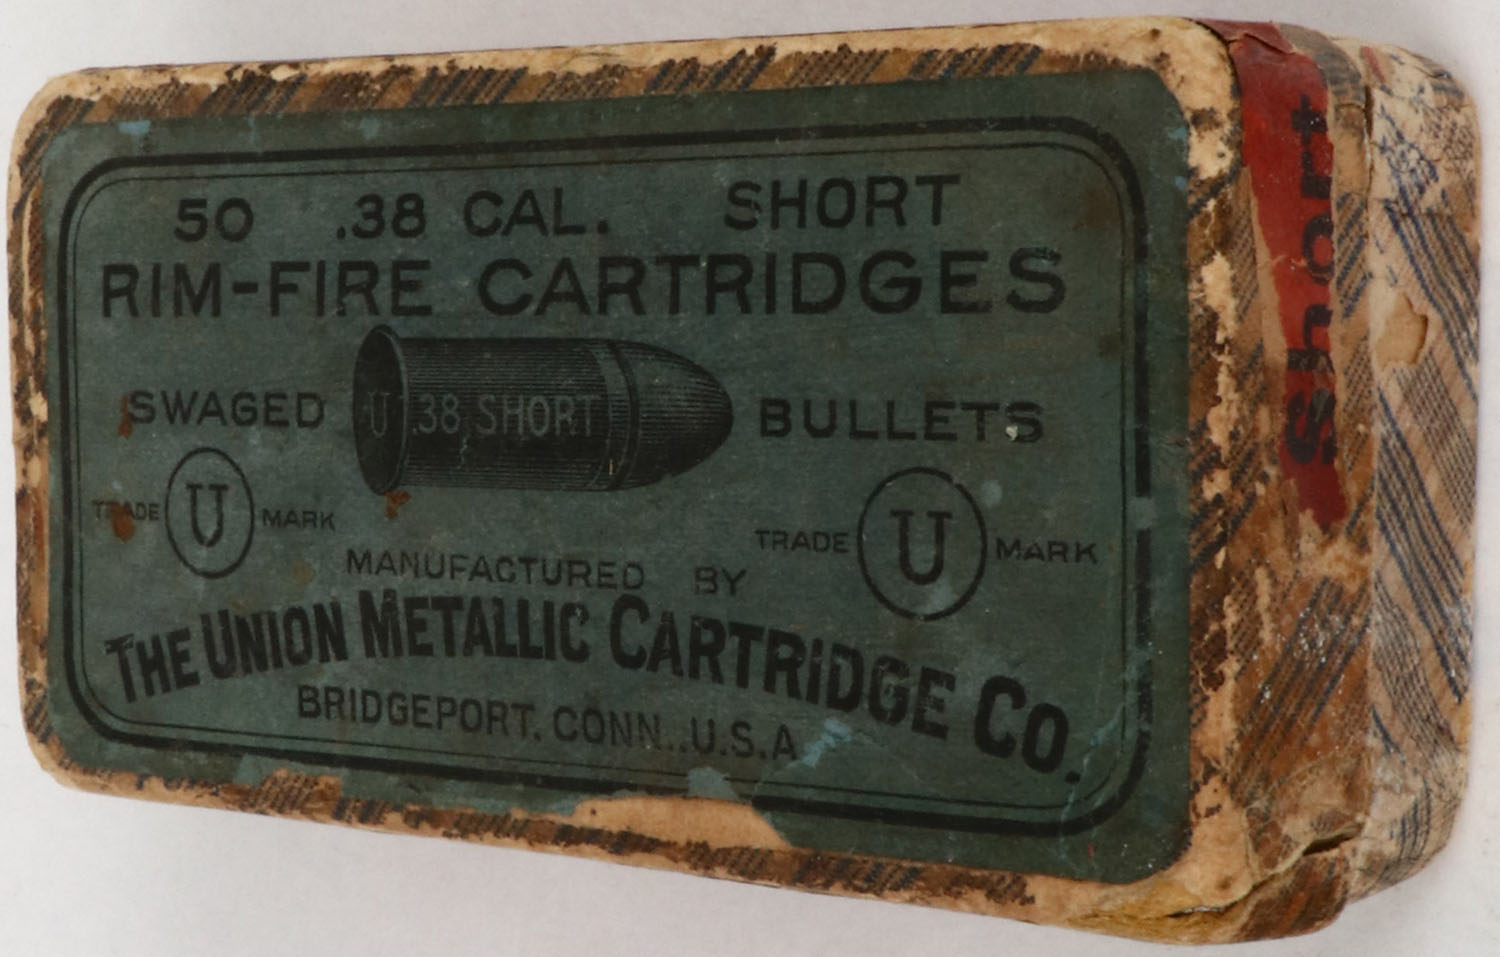 50 .38 CAL. SHORT
RIM-FIRE CARTRIDGES
SWAGED U .38 SHORT BULLETS
TRADE U MARK
TRADE U MARK
MANUFACTURED BY
THE UNION METALLIC CARTRIDGE CO.
BRIDGEPORT, CONN., U.S.A
Short